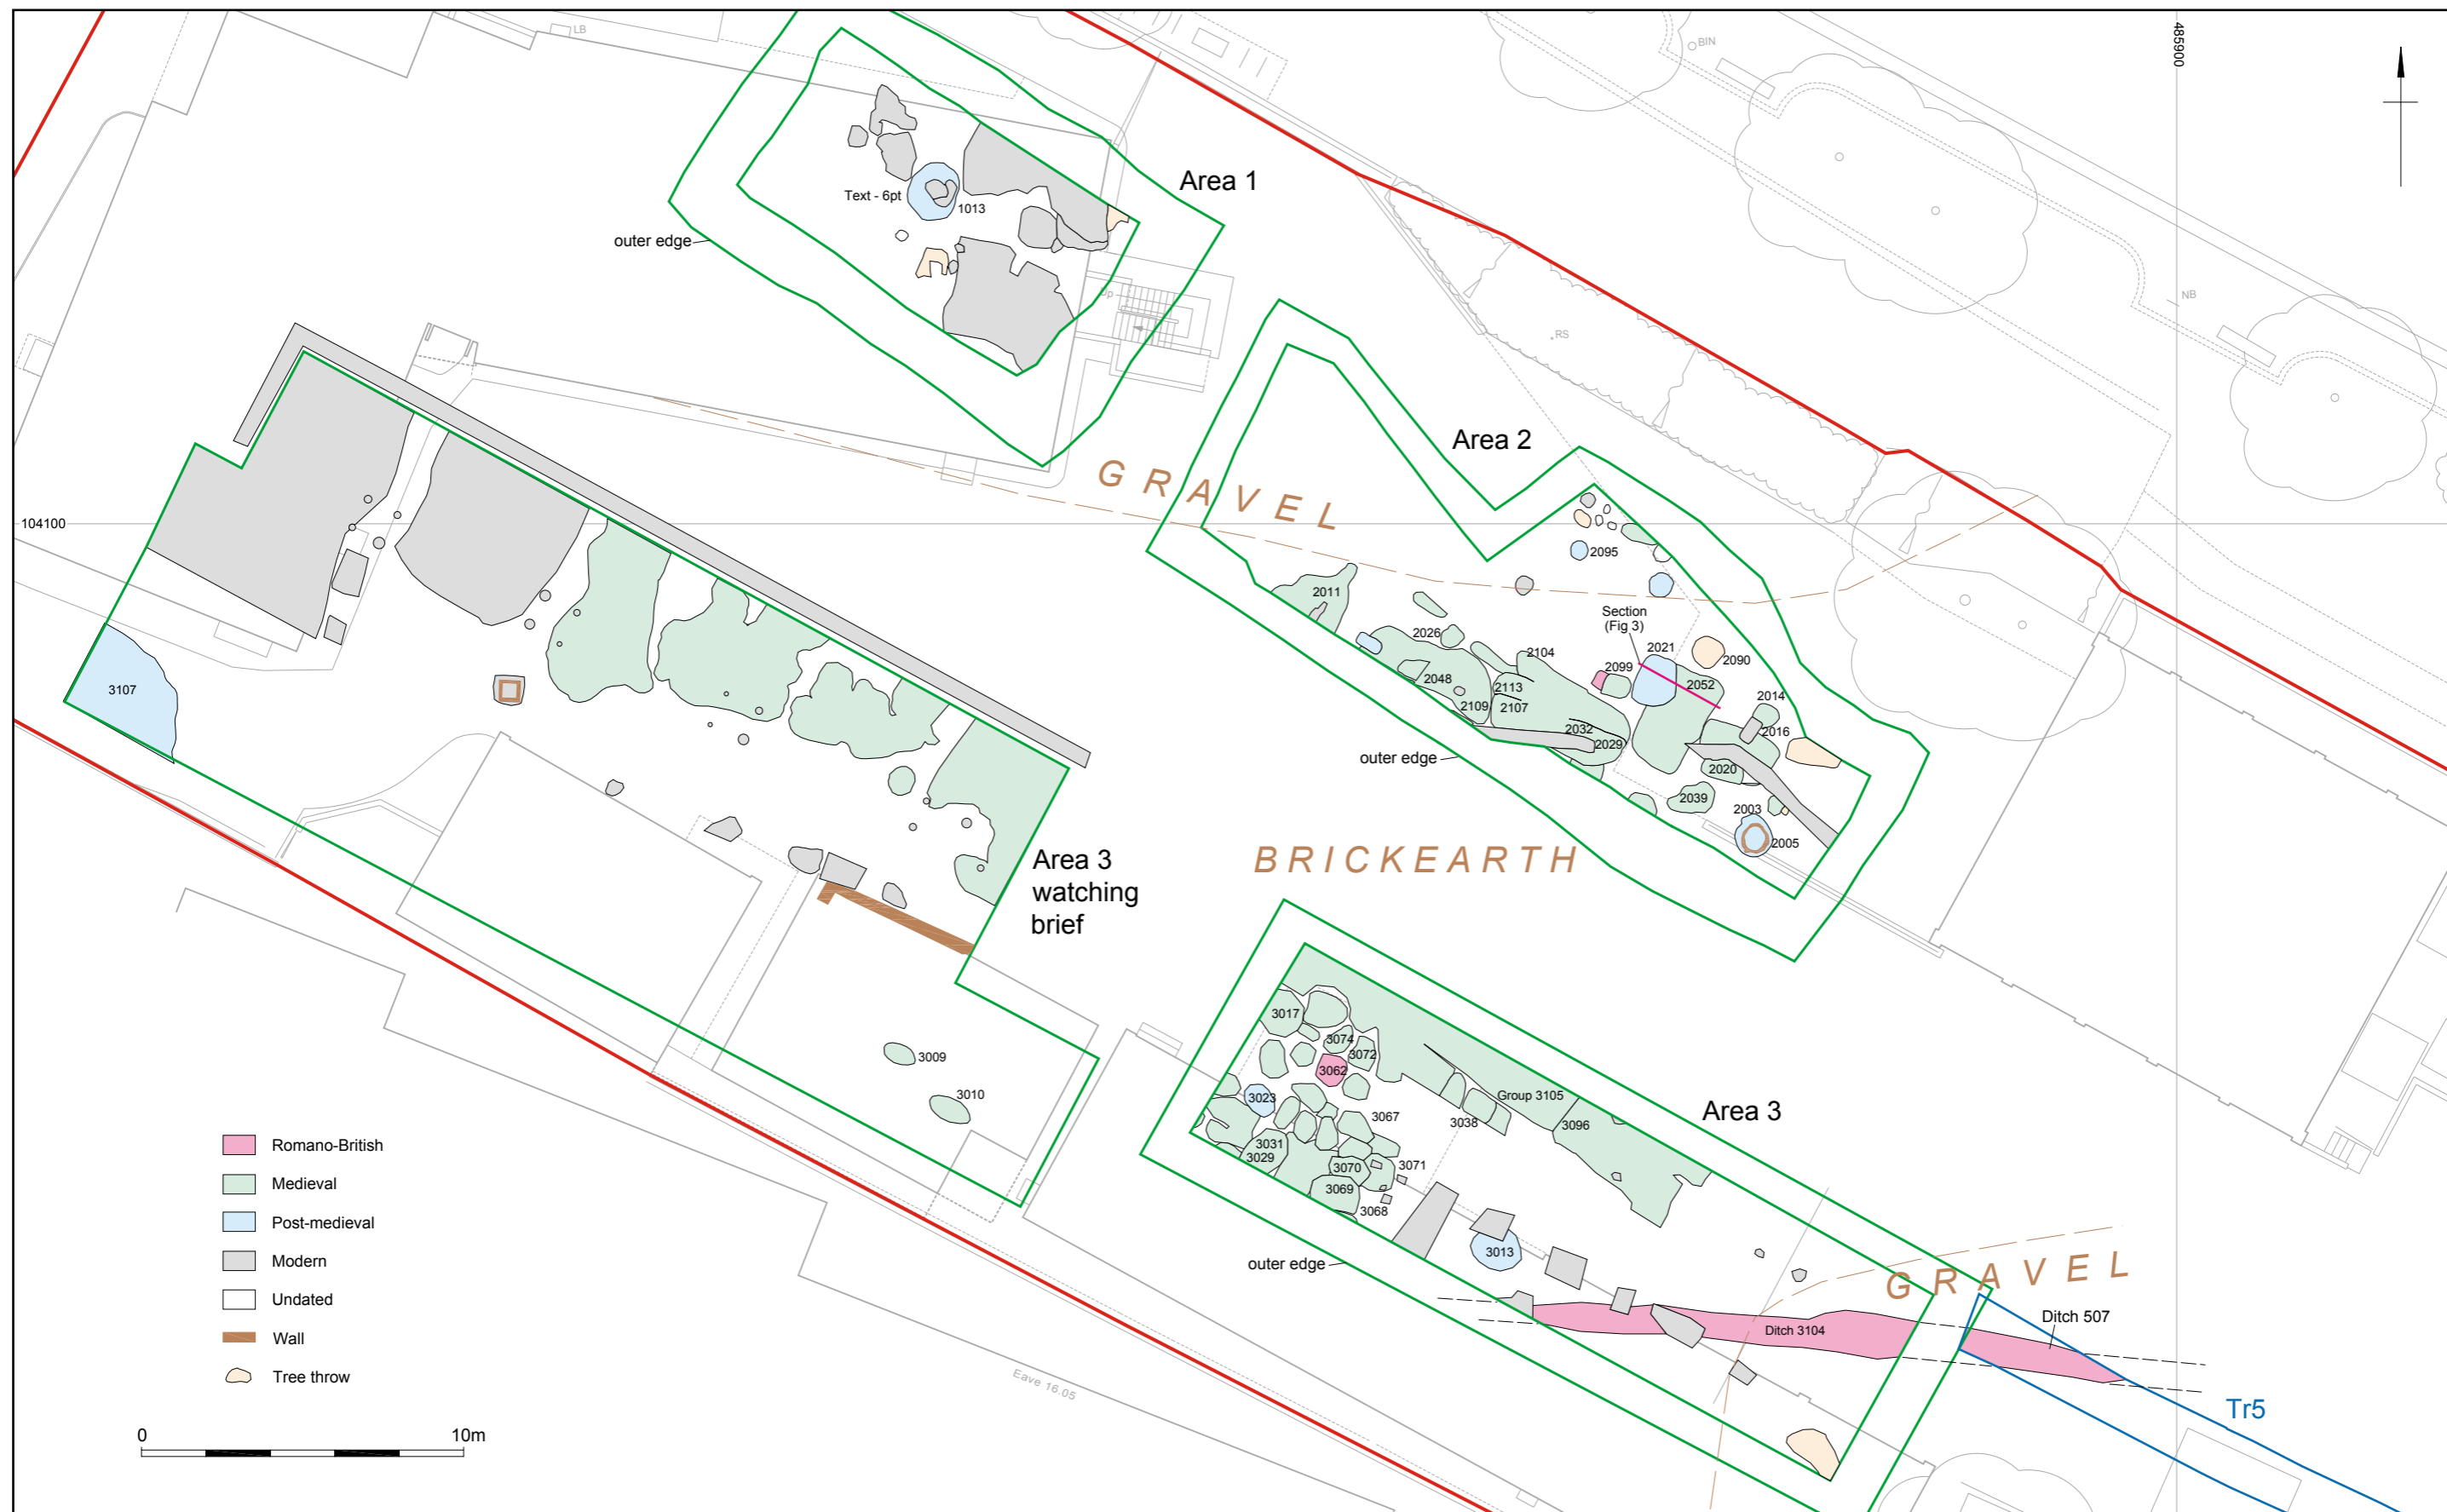 LB
BIN
485900
Area 1
Text - 6pt
1013
outer edge
Up
NB
RS
Area 2
GRAVEL
104100
2095
2011
Section
(Fig 3)
2026
2104
2021
2099
2090
2048
2113
2052
2109
2107
2014
2032
2016
2029
2020
outer edge
2039
2003
2005
3107
BRICKEARTH
Area 3
watching
brief
3017
3074
3072
3009
3062
3023
Group 3105
Area 3
3010
3067
3038
3096
3031
3029
3070
3071
3069
3068
3013
outer edge
GRAVEL
Ditch 507
Ditch 3104
Tr5
Eave 16.05
Romano-British
Medieval
Post-medieval
Modern
Undated
Wall
Tree throw
0 10m